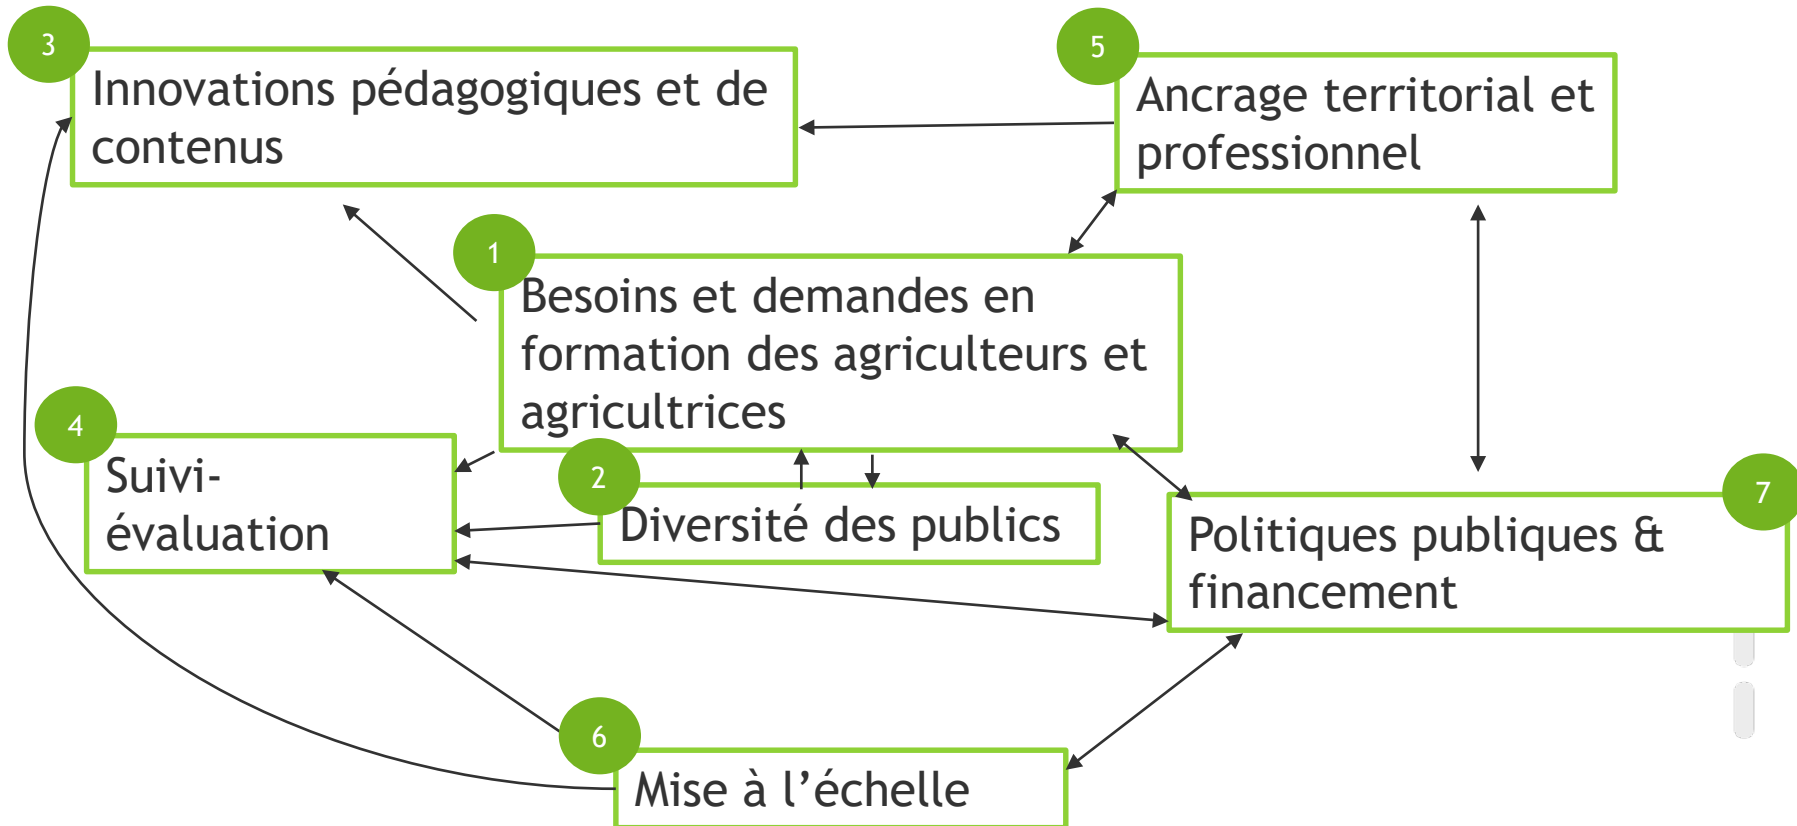 3
Innovations pédagogiques et de
contenus
5
Ancrage territorial et
professionnel
1
Besoins et demandes en
formation des agriculteurs et
agricultrices
4
Suivi-
évaluation
2
Diversité des publics
7
Politiques publiques &
financement
6
Mise à l’échelle